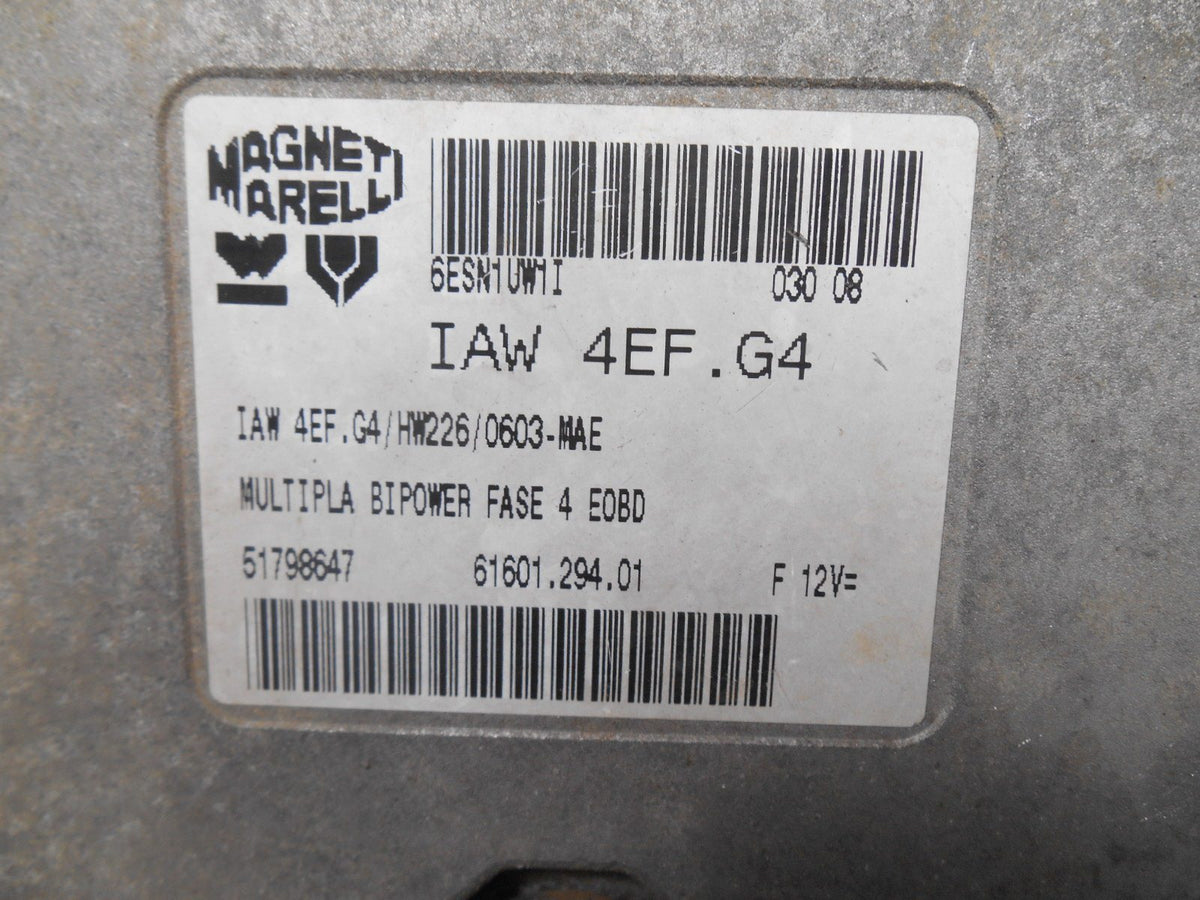 MAGNETI
MARELLI
6ESN1UW1I 030 08
IAW 4EF.G4
IAW 4EF.G4/HW226/0603-MAE
MULTIPLA BIPOWER FASE 4 EOBD
51798647 61601.294.01 F 12V=